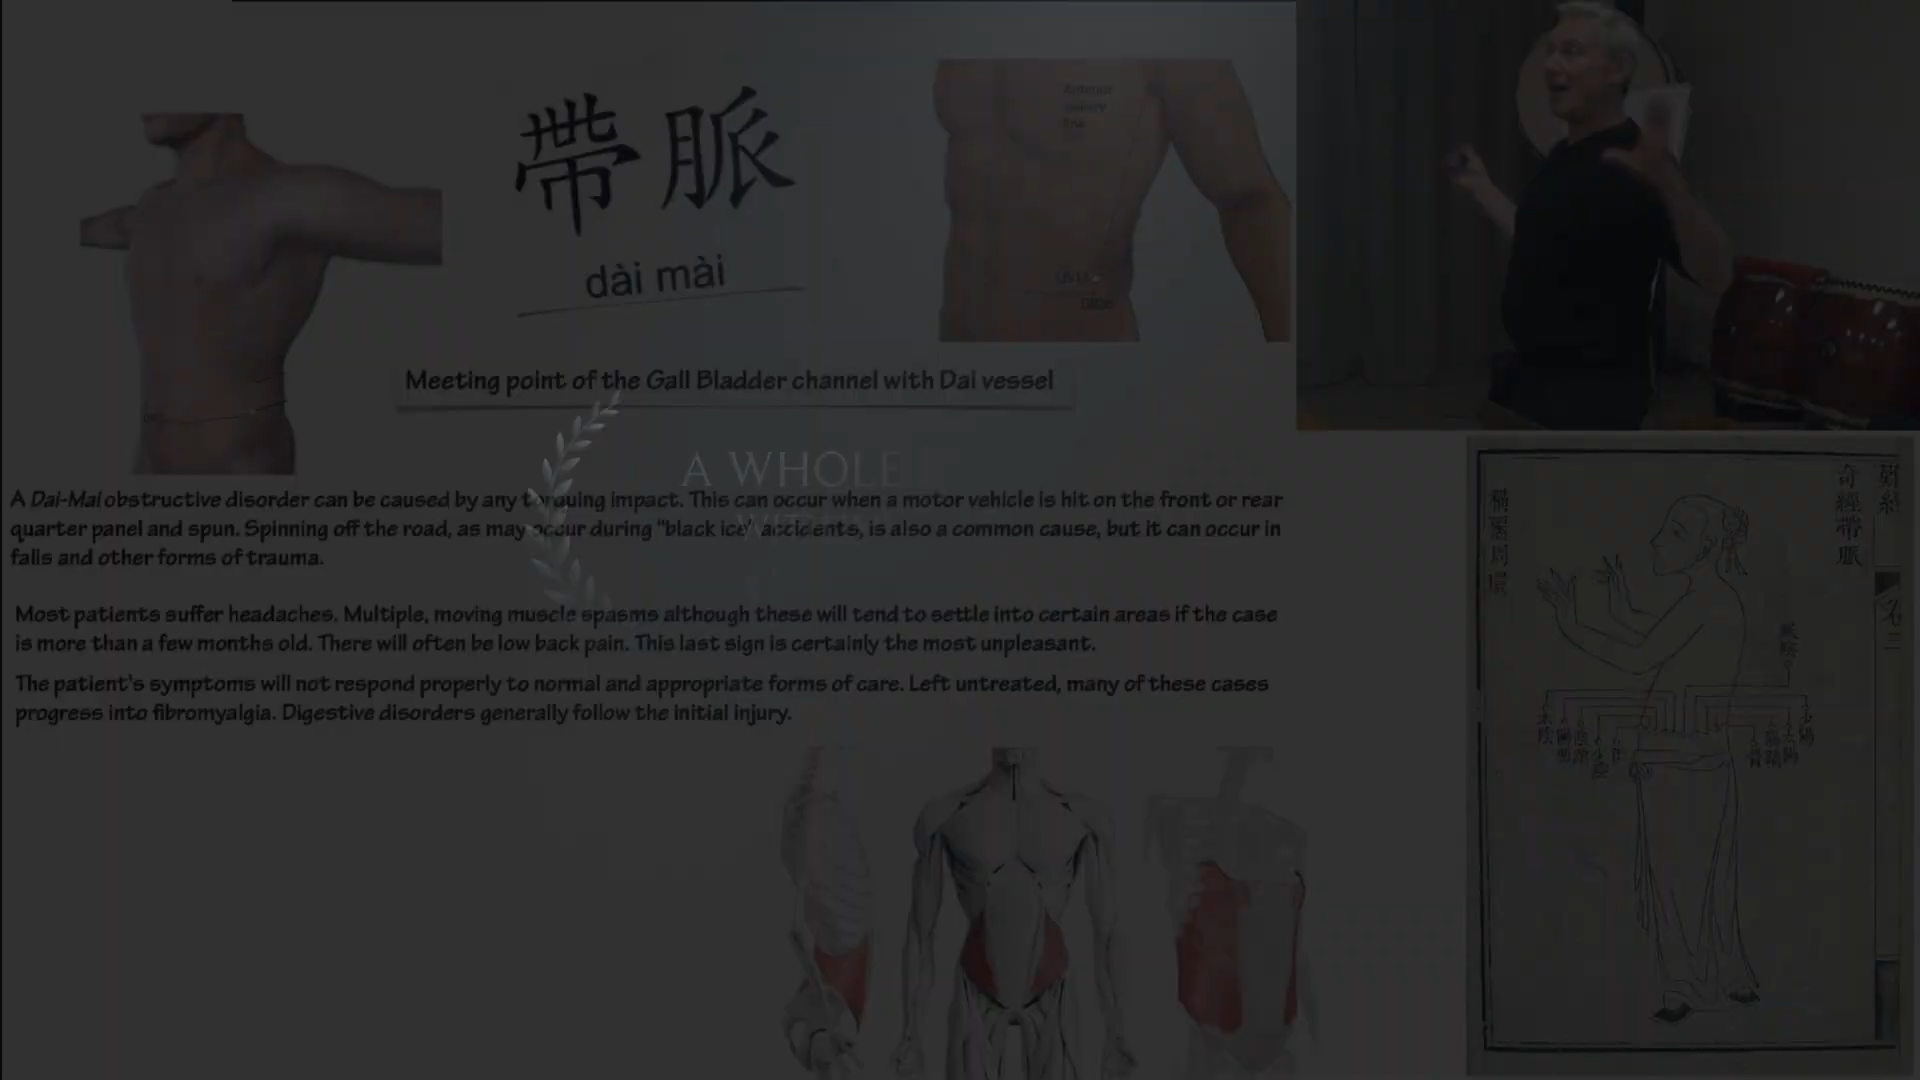 帶脈
dài mài
Anterior
axillary
line
LIV13
GB26
Meeting point of the Gall Bladder channel with Dai vessel
A WHOLE
A Dai-Mai obstructive disorder can be caused by any torquing impact. This can occur when a motor vehicle is hit on the front or rear
quarter panel and spun. Spinning off the road, as may occur during "black ice" accidents, is also a common cause, but it can occur in
falls and other forms of trauma.
Most patients suffer headaches. Multiple, moving muscle spasms although these will tend to settle into certain areas if the case
is more than a few months old. There will often be low back pain. This last sign is certainly the most unpleasant.
The patient's symptoms will not respond properly to normal and appropriate forms of care. Left untreated, many of these cases
progress into fibromyalgia. Digestive disorders generally follow the initial injury.
奇經帶脈